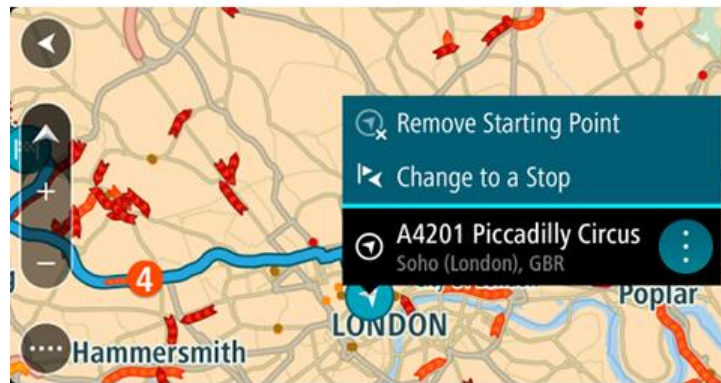 Remove Starting Point
Change to a Stop
A4201 Piccadilly Circus
Soho (London), GBR
4
Poplar
LONDON
Hammersmith